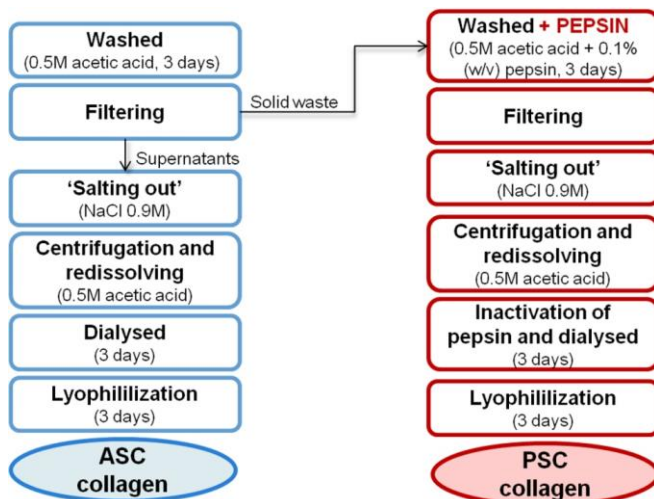 Washed
(0.5M acetic acid, 3 days)
Filtering
Solid waste
Supernatants
‘Salting out’
(NaCl 0.9M)
Centrifugation and
redissolving
(0.5M acetic acid)
Dialysed
(3 days)
Lyophililization
(3 days)
ASC
collagen
Washed + PEPSIN
(0.5M acetic acid + 0.1%
(w/v) pepsin, 3 days)
Filtering
‘Salting out’
(NaCl 0.9M)
Centrifugation and
redissolving
(0.5M acetic acid)
Inactivation of
pepsin and dialysed
(3 days)
Lyophililization
(3 days)
PSC
collagen